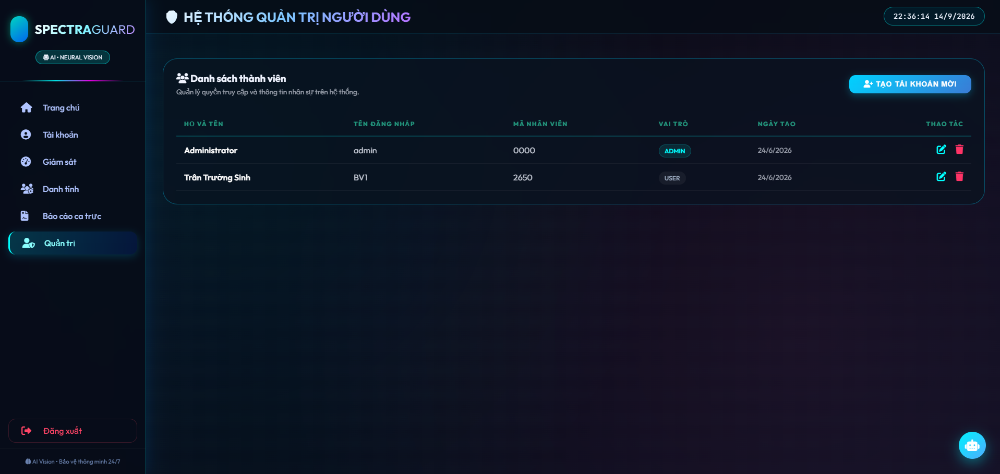 SPECTRAGUARD
AI • NEURAL VISION
Trang chủ
Tài khoản
Giám sát
Danh tính
Báo cáo ca trực
Quản trị
Đăng xuất
AI Vision • Bảo vệ thông minh 24/7
HỆ THỐNG QUẢN TRỊ NGƯỜI DÙNG
22:36:14 14/9/2026
Danh sách thành viên
Quản lý quyền truy cập và thông tin nhân sự trên hệ thống.
TẠO TÀI KHOẢN MỚI
HỌ VÀ TÊN TÊN ĐĂNG NHẬP MÃ NHÂN VIÊN VAI TRÒ NGÀY TẠO THAO TÁC
Administrator admin 0000 ADMIN 24/6/2026
Trần Trường Sinh BV1 2650 USER 24/6/2026